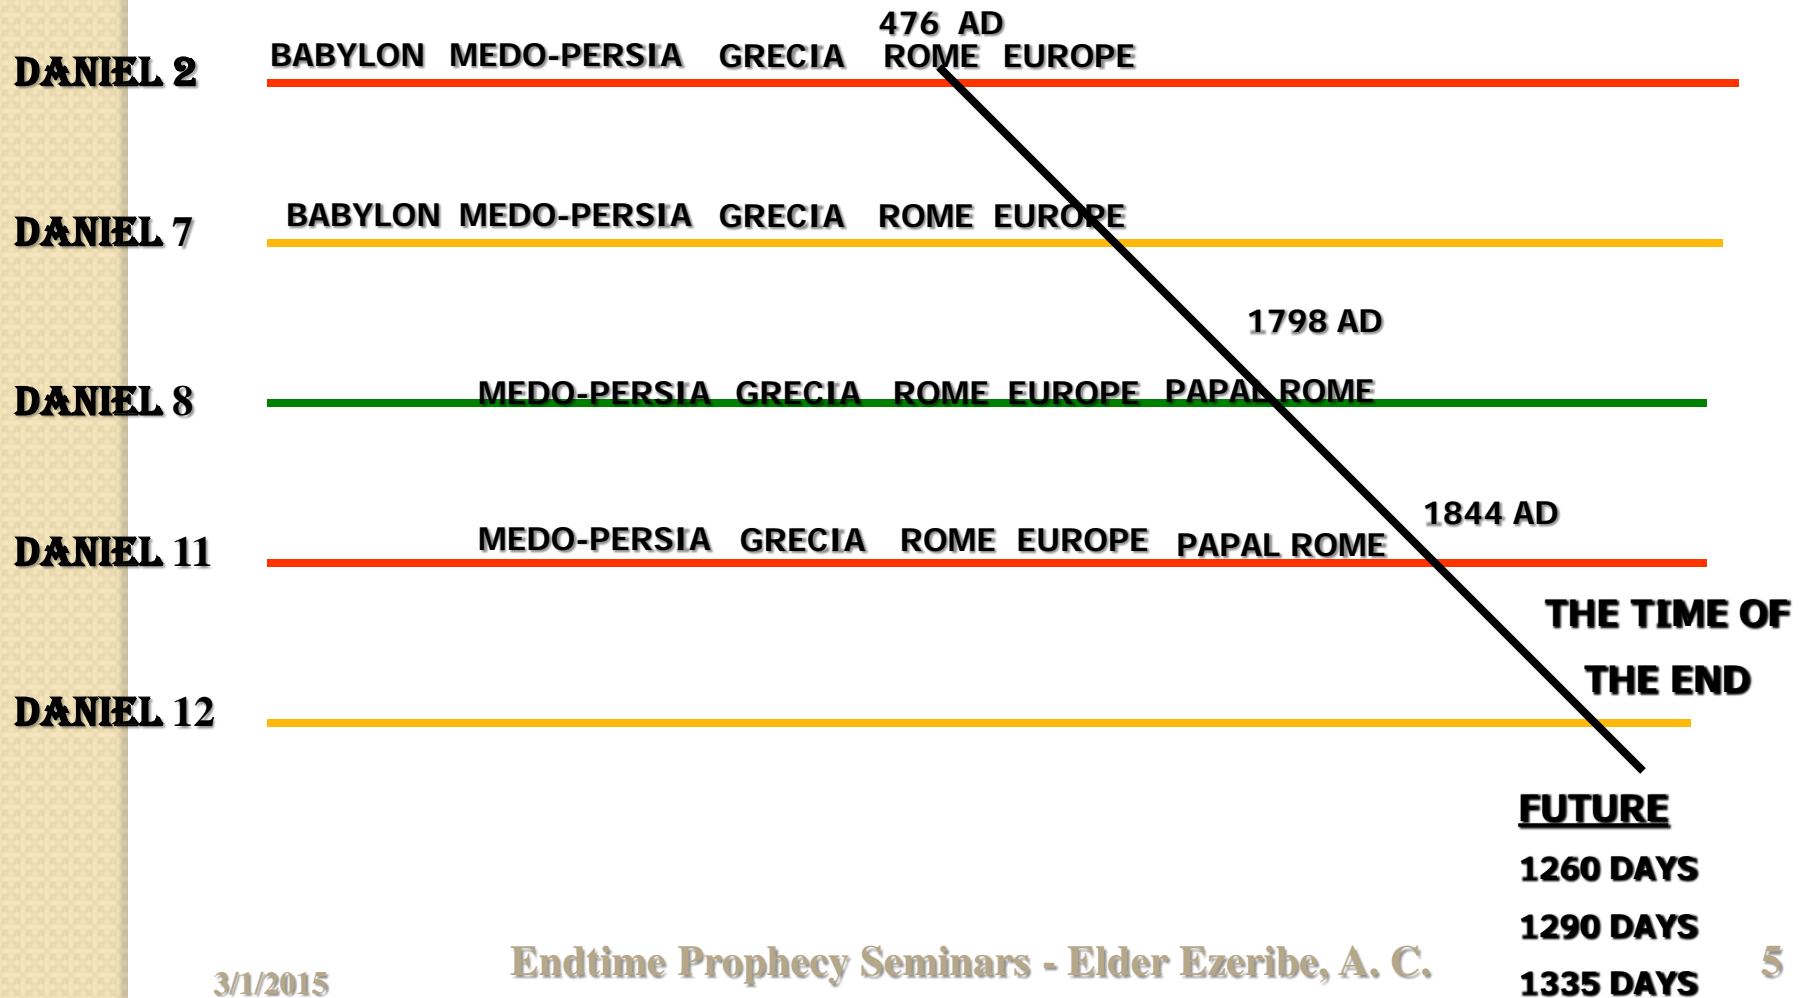 476 AD
DANIEL 2 BABYLON MEDO-PERSIA GRECIA ROME EUROPE
DANIEL 7 BABYLON MEDO-PERSIA GRECIA ROME EUROPE
1798 AD
DANIEL 8 MEDO-PERSIA GRECIA ROME EUROPE PAPAL ROME
1844 AD
DANIEL 11 MEDO-PERSIA GRECIA ROME EUROPE PAPAL ROME
THE TIME OF
THE END
DANIEL 12
FUTURE
1260 DAYS
1290 DAYS
1335 DAYS
3/1/2015
Endtime Prophecy Seminars - Elder Ezeribe, A. C.
5